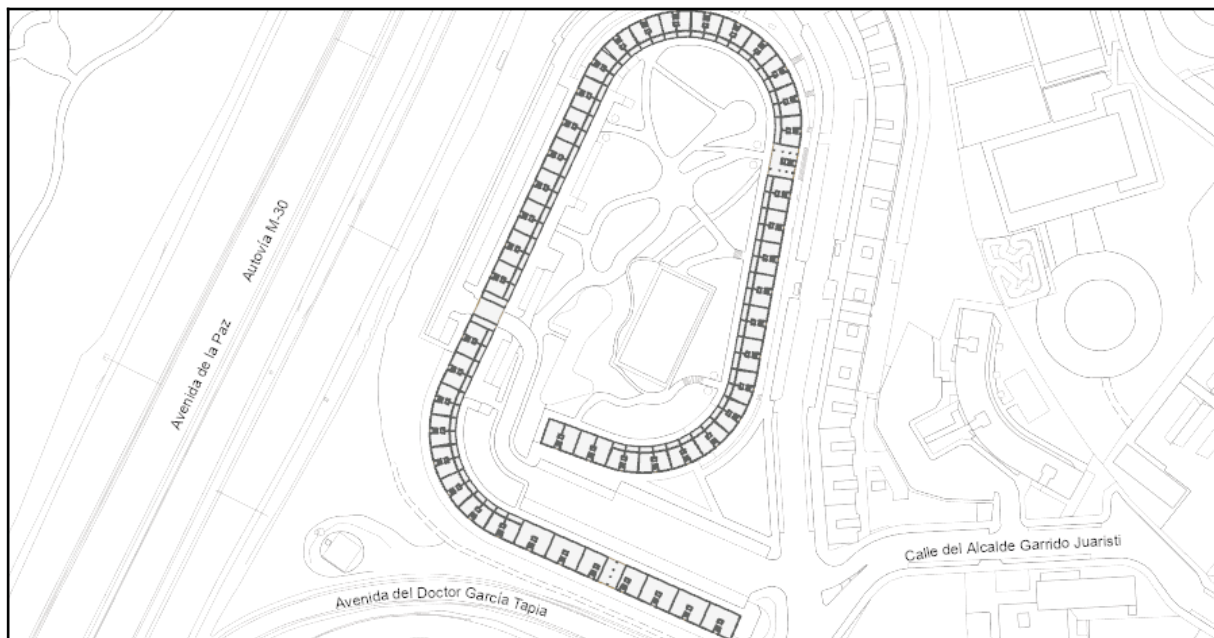 Autovía M-30
Avenida de la Paz
Calle del Alcalde Garrido Juaristi
Avenida del Doctor García Tapia